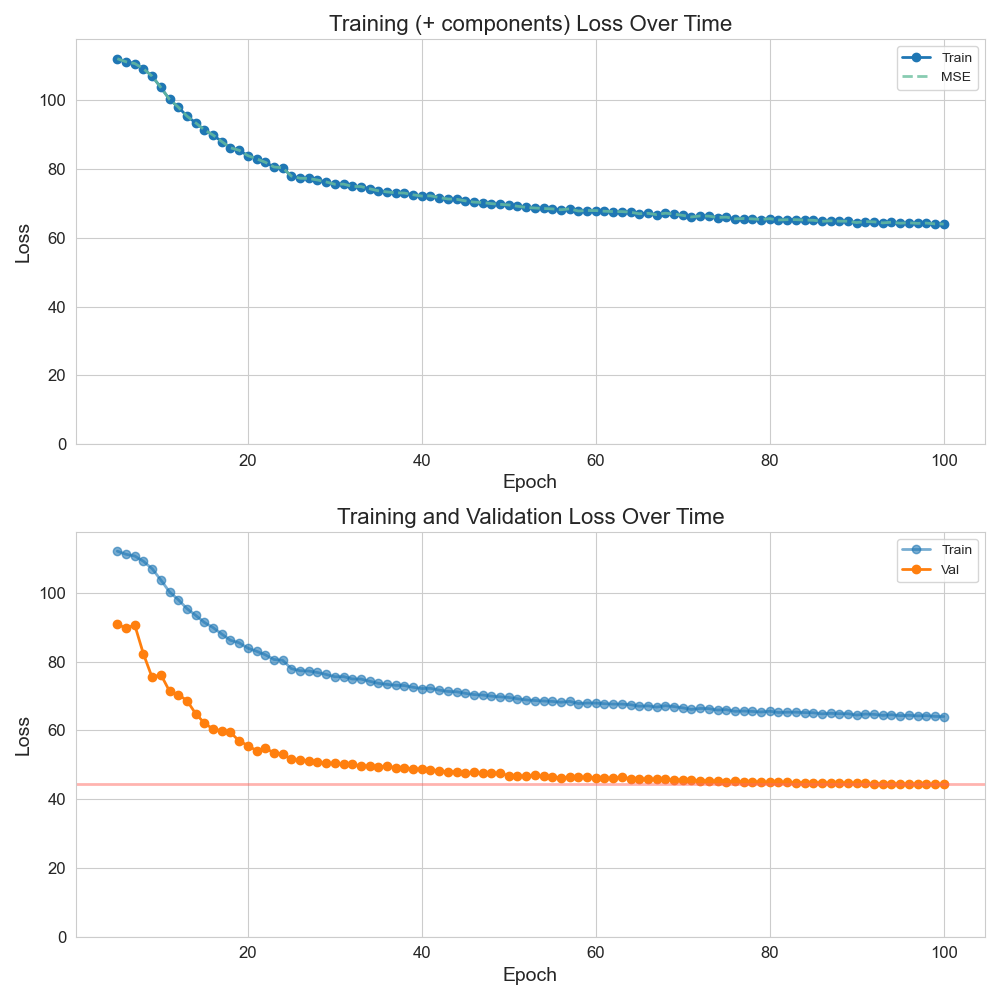 Training (+ components) Loss Over Time
Train
MSE
Loss
100
80
60
40
20
0
20 40 60 80 100
Epoch
Training and Validation Loss Over Time
Train
Val
Loss
100
80
60
40
20
0
20 40 60 80 100
Epoch